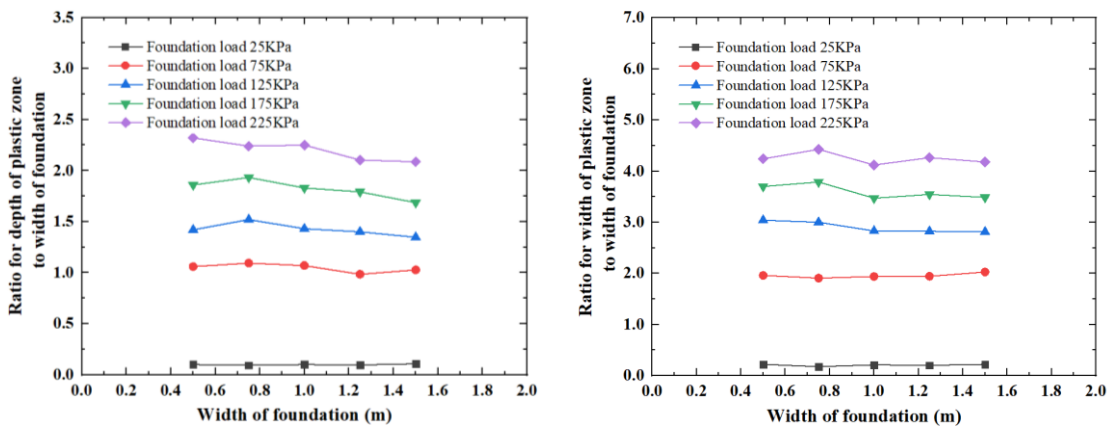 3.5
3.0
2.5
2.0
1.5
1.0
0.5
0.0
Ratio for depth of plastic zone
to width of foundation
Foundation load 25KPa
Foundation load 75KPa
Foundation load 125KPa
Foundation load 175KPa
Foundation load 225KPa
0.0 0.2 0.4 0.6 0.8 1.0 1.2 1.4 1.6 1.8 2.0
Width of foundation (m)
7.0
6.0
5.0
4.0
3.0
2.0
1.0
0.0
Ratio for width of plastic zone
to width of foundation
Foundation load 25KPa
Foundation load 75KPa
Foundation load 125KPa
Foundation load 175KPa
Foundation load 225KPa
0.0 0.2 0.4 0.6 0.8 1.0 1.2 1.4 1.6 1.8 2.0
Width of foundation (m)